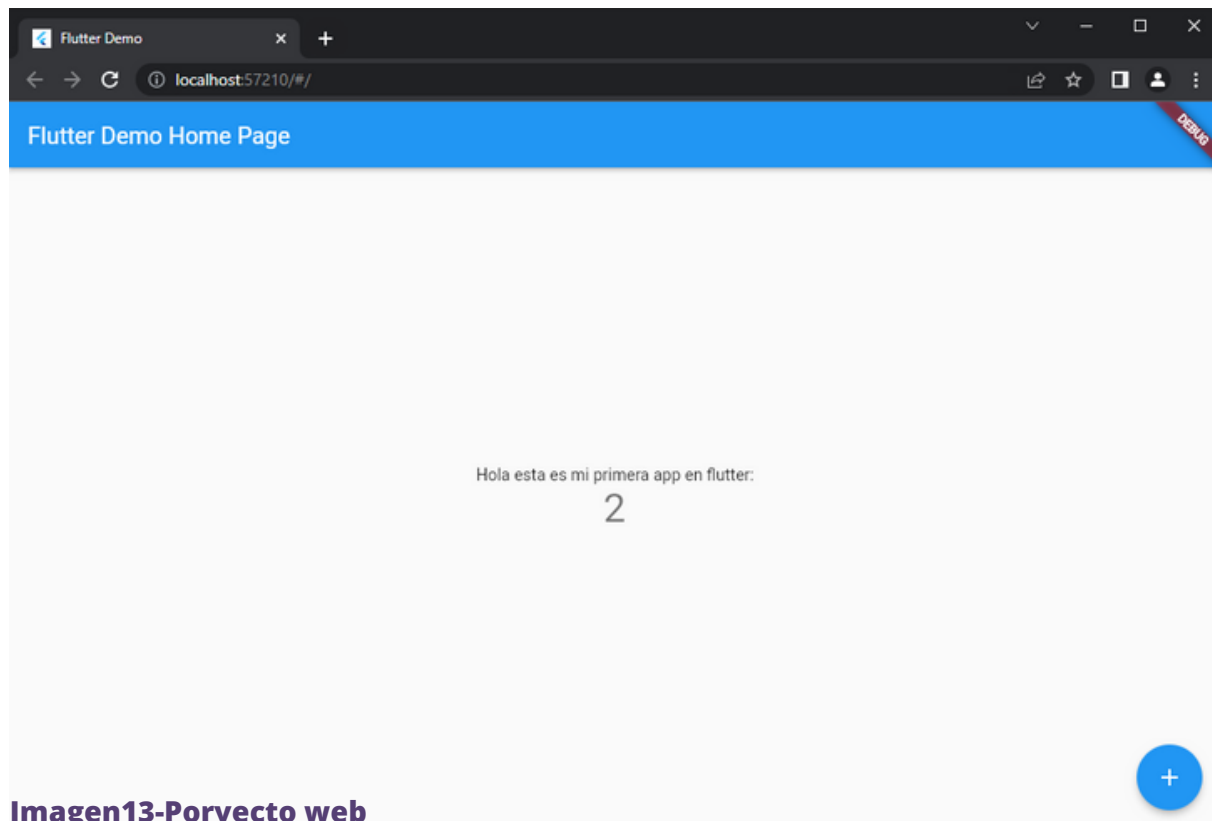 Flutter Demo
localhost:57210/#/
Flutter Demo Home Page
DEBUG
Hola esta es mi primera app en flutter:
2
Imagen13-Porvecto web